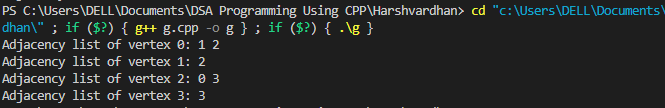 PS C:\Users\DELL\Documents\DSA Programming Using CPP\Harshvardhan> cd "c:\Users\DELL\Documents\
dhan\" ; if ($?) { g++ g.cpp -o g } ; if ($?) { .\g }
Adjacency list of vertex 0: 1 2
Adjacency list of vertex 1: 2
Adjacency list of vertex 2: 0 3
Adjacency list of vertex 3: 3